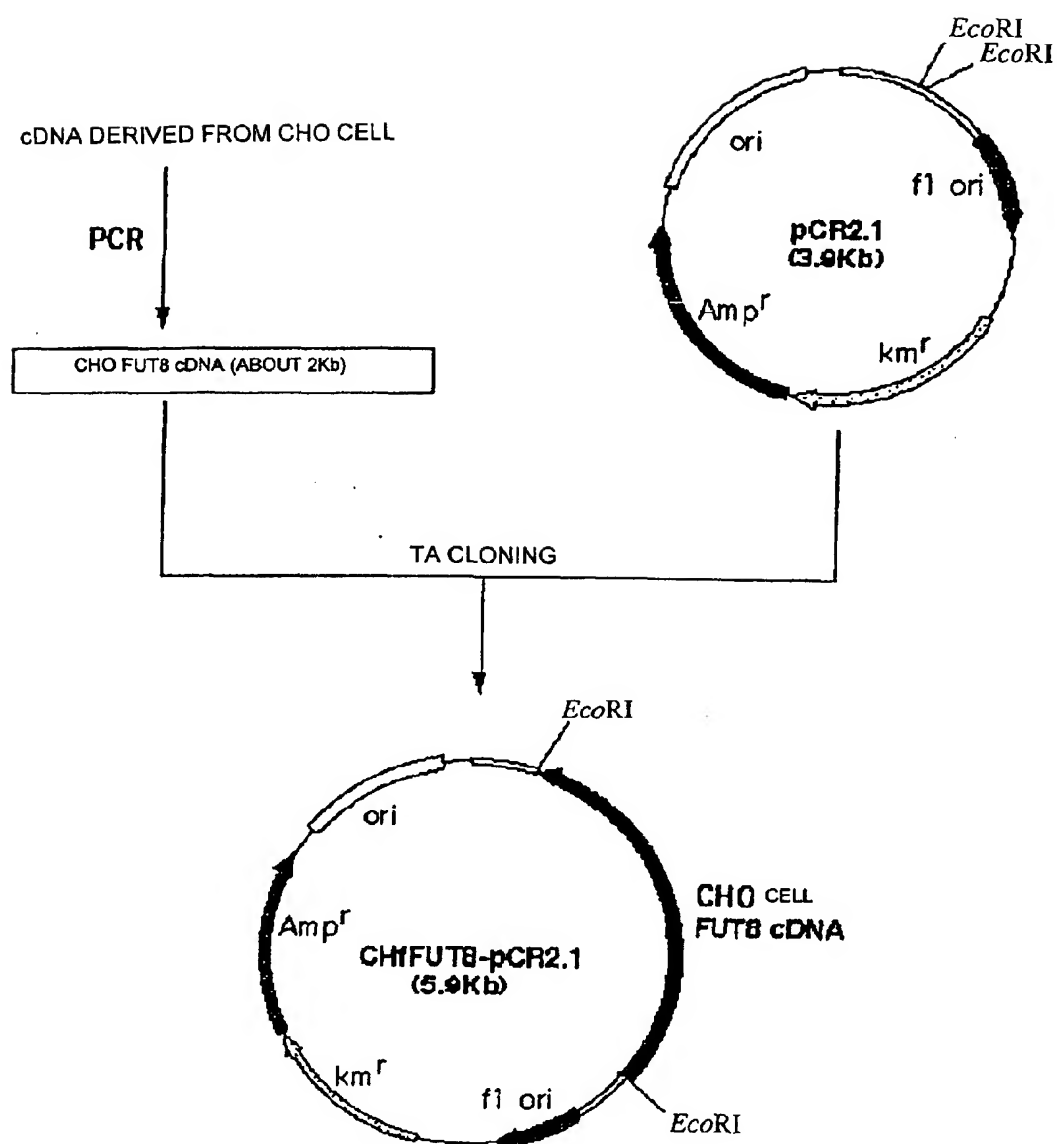 EcoRI
EcoRI
cDNA DERIVED FROM CHO CELL
ori
f1 ori
PCR
pCR2.1
(3.9Kb)
Amp^r
km^r
CHO FUT8 cDNA (ABOUT 2Kb)
TA CLONING
EcoRI
ori
CHO CELL
FUT8 cDNA
Amp^r
CHfFUT8-pCR2.1
(5.9Kb)
km^r
f1 ori
EcoRI